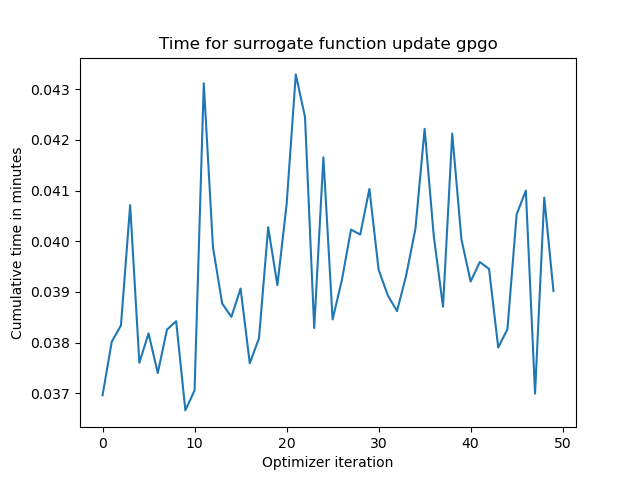 Time for surrogate function update gpgo
Cumulative time in minutes
0.043
0.042
0.041
0.040
0.039
0.038
0.037
0 10 20 30 40 50
Optimizer iteration